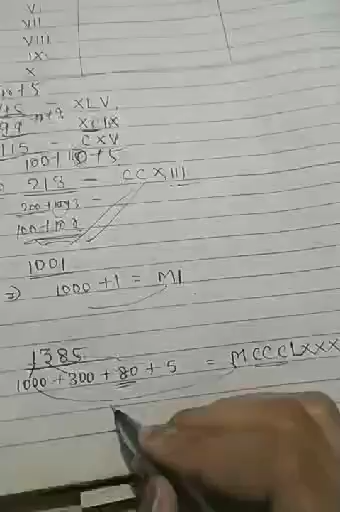 V
VII
VIII
IX
X
45 - XLV
99 XCIX
115 - CXV
100+10+5
213 - CCXIII
1001
1000 + 1 = MI
1385
1000 + 300 + 80 + 5 = MCCCLXXX